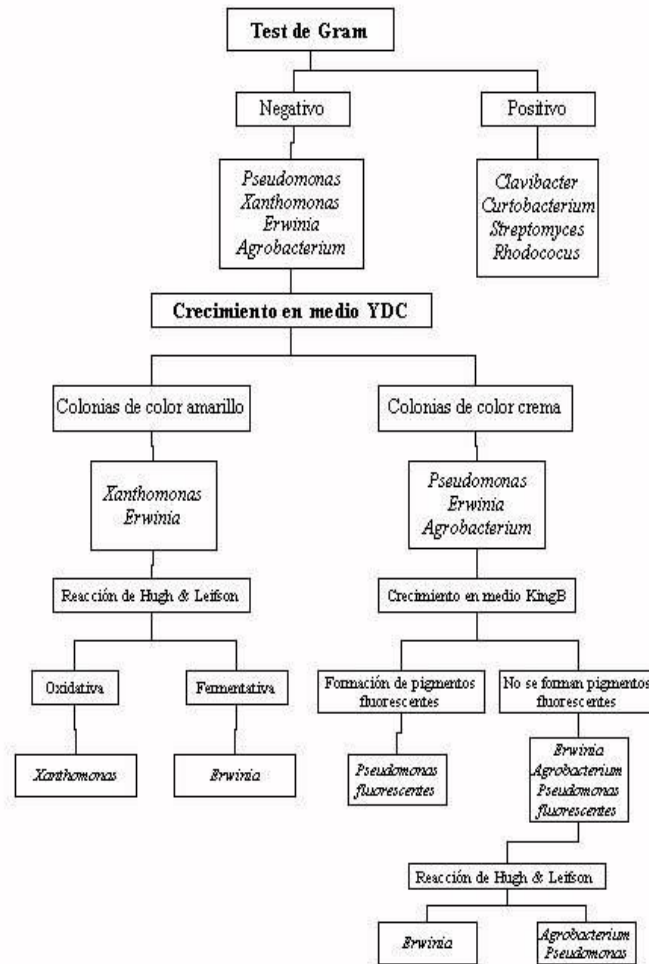 Test de Gram
Negativo
Positivo
Pseudomonas
Xanthomonas
Erwinia
Agrobacterium
Clavibacter
Curtobacterium
Streptomyces
Rhodococus
Crecimiento en medio YDC
Colonias de color amarillo
Colonias de color crema
Xanthomonas
Erwinia
Pseudomonas
Erwinia
Agrobacterium
Reacción de Hugh & Leifson
Crecimiento en medio KingB
Oxidativa
Fermentativa
Formación de pigmentos
fluorescentes
No se forman pigmentos
fluorescentes
Xanthomonas
Erwinia
Pseudomonas
fluorescentes
Erwinia
Agrobacterium
Pseudomonas
fluorescentes
Reacción de Hugh & Leifson
Erwinia
Agrobacterium
Pseudomonas